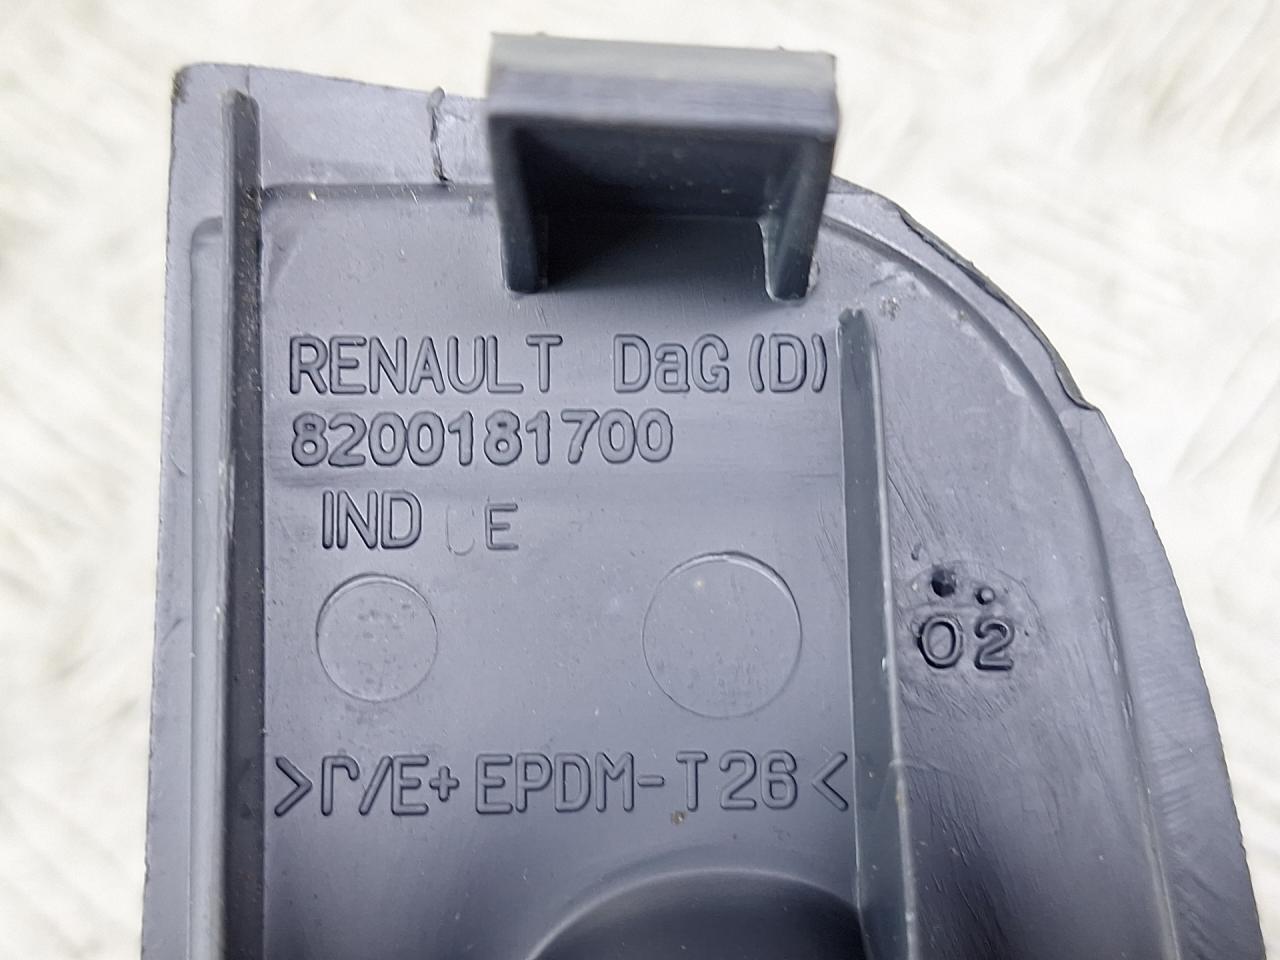 RENAULT DaG (D)
8200181700
IND E
02
>P/E+EPDM-T26<